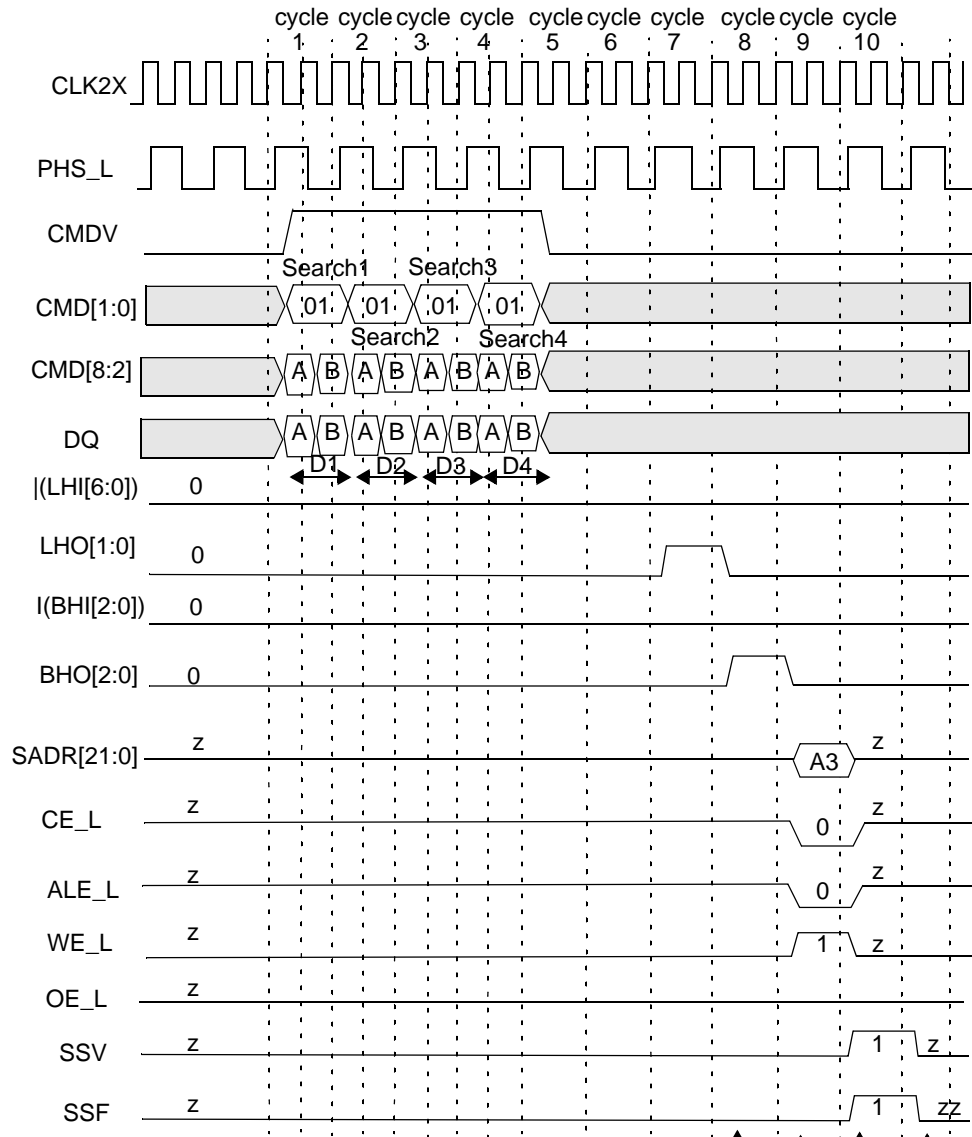 cycle cycle cycle cycle cycle cycle cycle cycle cycle cycle
1 2 3 4 5 6 7 8 9 10
CLK2X
PHS_L
CMDV
Search1 Search3
CMD[1:0] 01 01 01 01
Search2 Search4
CMD[8:2] A B A B A B A B
DQ A B A B A B A B
D1 D2 D3 D4
|(LHI[6:0]) 0
LHO[1:0] 0
I(BHI[2:0]) 0
BHO[2:0] 0
SADR[21:0] z A3 z
CE_L z 0 z
ALE_L z 0 z
WE_L z 1 z
OE_L z
SSV z 1 z
SSF z 1 zz